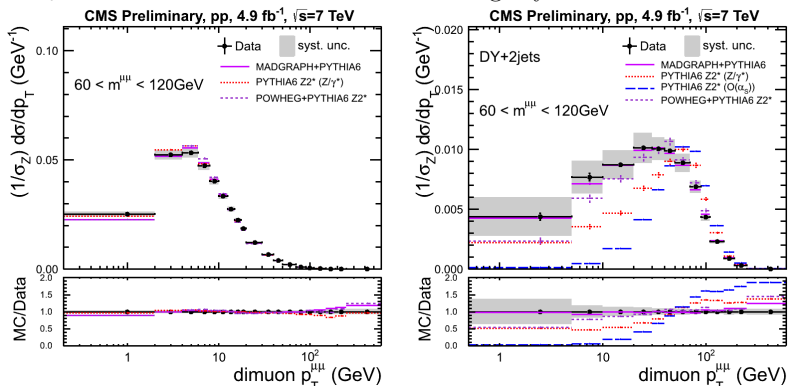 CMS Preliminary, pp, 4.9 fb⁻¹, √s=7 TeV
(1/σ_Z) dσ/dp_T (GeV⁻¹)
0.10
0.05
0.00
Data
syst. unc.
MADGRAPH+PYTHIA6
PYTHIA6 Z2* (Z/γ*)
POWHEG+PYTHIA6 Z2*
60 < m^μμ < 120GeV
MC/Data
2.0
1.5
1.0
0.5
0.0
1
10
10²
dimuon p_T^μμ (GeV)
CMS Preliminary, pp, 4.9 fb⁻¹, √s=7 TeV
(1/σ_Z) dσ/dp_T (GeV⁻¹)
0.020
0.015
0.010
0.005
0.000
Data
syst. unc.
DY+2jets
MADGRAPH+PYTHIA6
PYTHIA6 Z2* (Z/γ*)
PYTHIA6 Z2* (O(α_S))
POWHEG+PYTHIA6 Z2*
60 < m^μμ < 120GeV
MC/Data
2.0
1.5
1.0
0.5
0.0
1
10
10²
dimuon p_T^μμ (GeV)